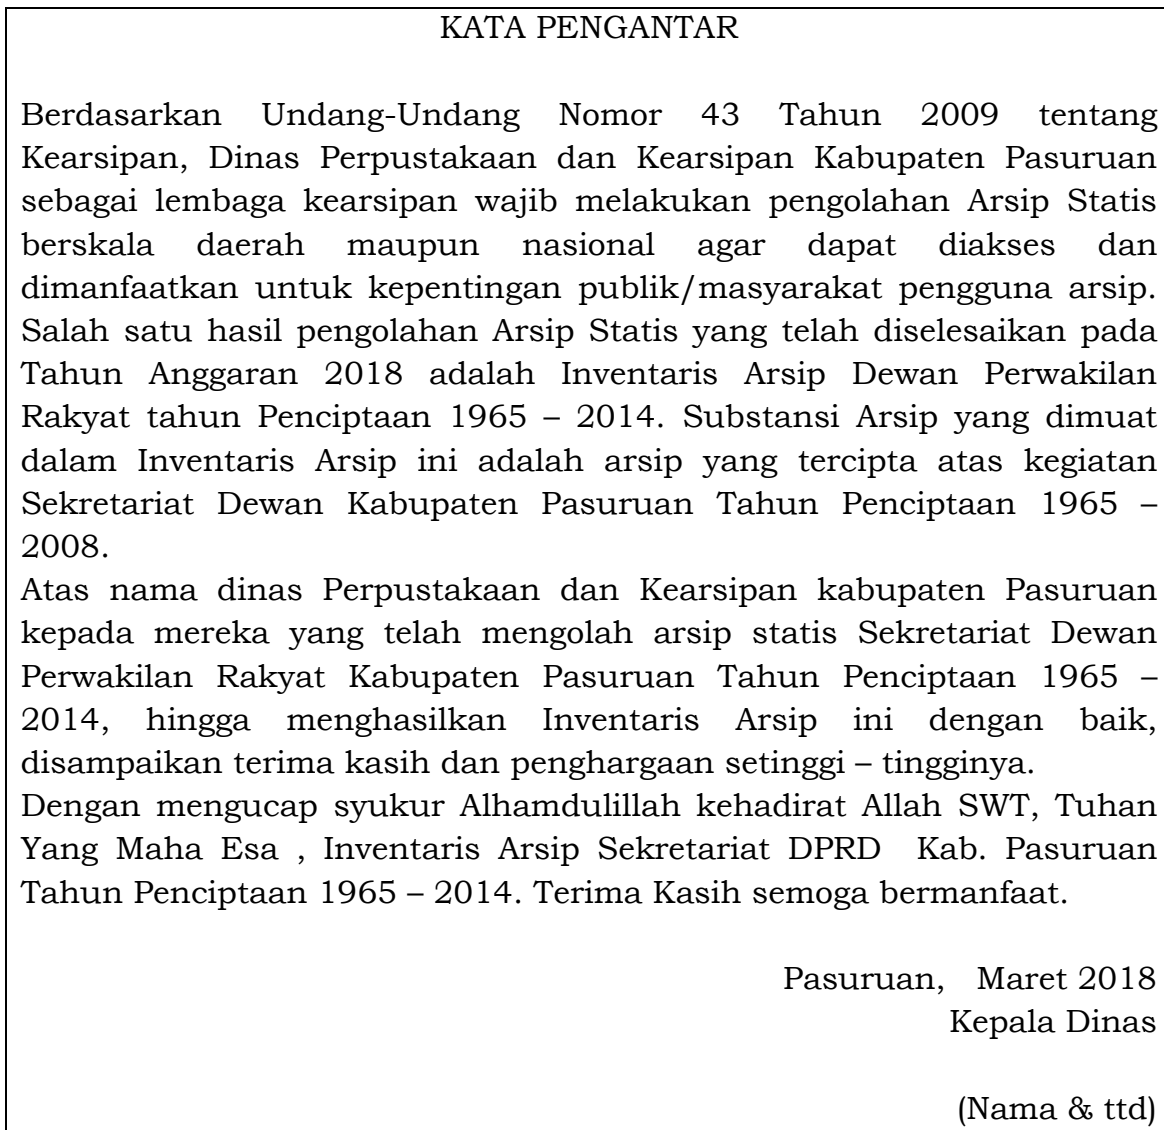 KATA PENGANTAR
Berdasarkan Undang-Undang Nomor 43 Tahun 2009 tentang
Kearsipan, Dinas Perpustakaan dan Kearsipan Kabupaten Pasuruan
sebagai lembaga kearsipan wajib melakukan pengolahan Arsip Statis
berskala daerah maupun nasional agar dapat diakses dan
dimanfaatkan untuk kepentingan publik/masyarakat pengguna arsip.
Salah satu hasil pengolahan Arsip Statis yang telah diselesaikan pada
Tahun Anggaran 2018 adalah Inventaris Arsip Dewan Perwakilan
Rakyat tahun Penciptaan 1965 – 2014. Substansi Arsip yang dimuat
dalam Inventaris Arsip ini adalah arsip yang tercipta atas kegiatan
Sekretariat Dewan Kabupaten Pasuruan Tahun Penciptaan 1965 –
2008.
Atas nama dinas Perpustakaan dan Kearsipan kabupaten Pasuruan
kepada mereka yang telah mengolah arsip statis Sekretariat Dewan
Perwakilan Rakyat Kabupaten Pasuruan Tahun Penciptaan 1965 –
2014, hingga menghasilkan Inventaris Arsip ini dengan baik,
disampaikan terima kasih dan penghargaan setinggi – tingginya.
Dengan mengucap syukur Alhamdulillah kehadirat Allah SWT, Tuhan
Yang Maha Esa , Inventaris Arsip Sekretariat DPRD Kab. Pasuruan
Tahun Penciptaan 1965 – 2014. Terima Kasih semoga bermanfaat.
Pasuruan, Maret 2018
Kepala Dinas
(Nama & ttd)